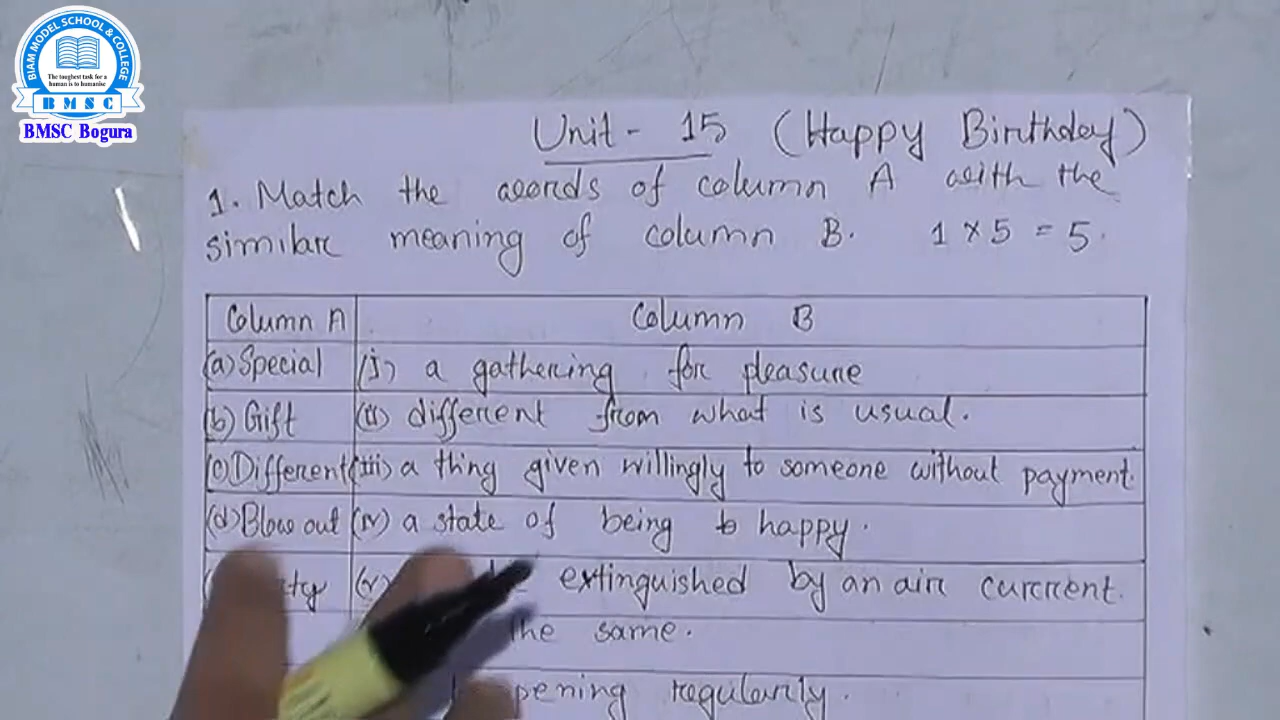 BIAM MODEL SCHOOL & COLLEGE
The toughest task for a
human is to humanise
B M S C
BMSC Bogura
Unit - 15 (Happy Birthday)
1. Match the words of column A with the
similar meaning of column B. 1 × 5 = 5.
Column A Column B
(a) Special (i) a gathering for pleasure
(b) Gift (ii) different from what is usual.
(c) Different (iii) a thing given willingly to someone without payment.
(d) Blow out (iv) a state of being happy.
(v) extinguished by an air current.
the same.
regularly.